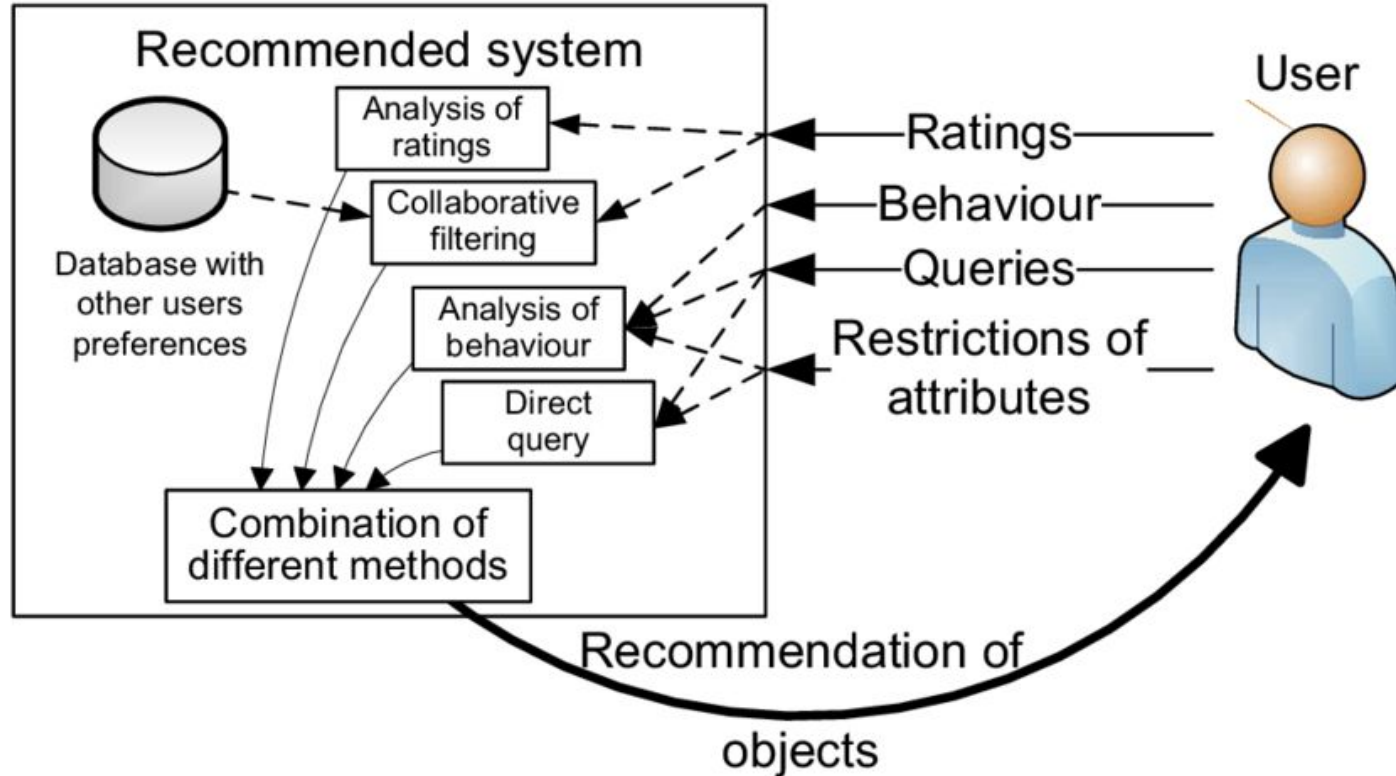 Recommended system
User
Analysis of
ratings
Ratings
Collaborative
filtering
Behaviour
Database with
other users
preferences
Queries
Analysis of
behaviour
Restrictions of
attributes
Direct
query
Combination of
different methods
Recommendation of
objects